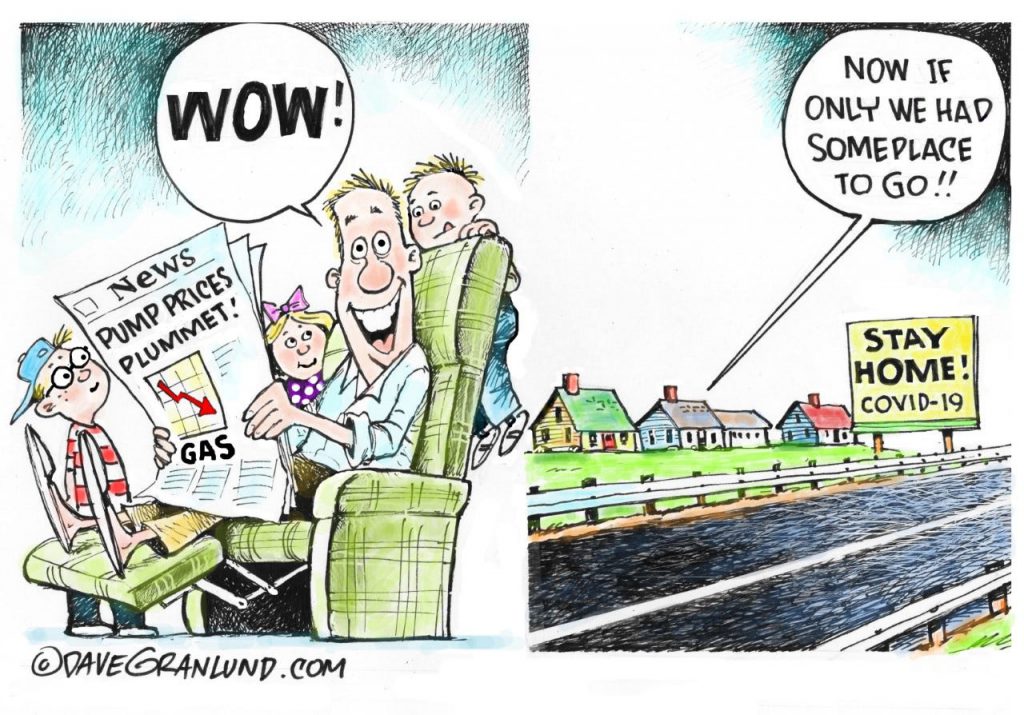 WOW!
News
PUMP PRICES
PLUMMET!
GAS
NOW IF
ONLY WE HAD
SOMEPLACE
TO GO!!
STAY
HOME!
COVID-19
©DAVEGRANLUND.COM